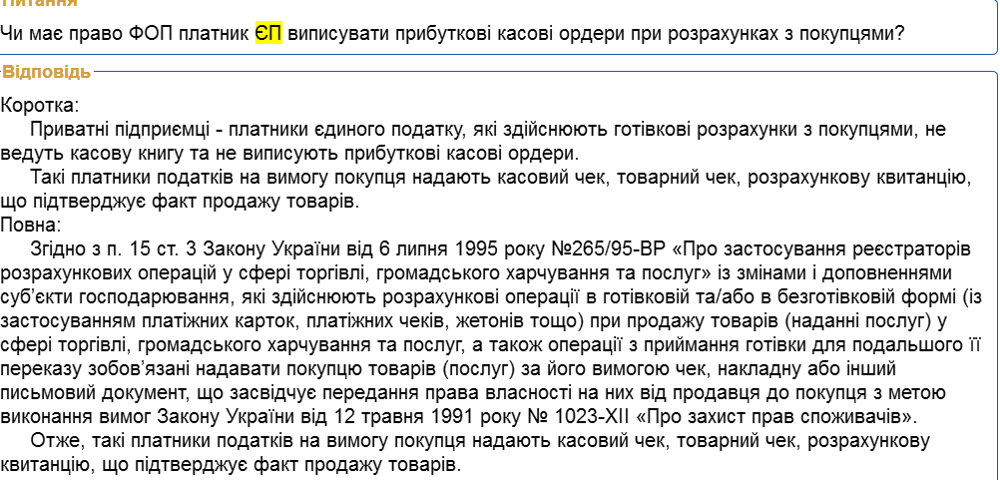 Питання
Чи має право ФОП платник ЄП виписувати прибуткові касові ордери при розрахунках з покупцями?
Відповідь
Коротка:
Приватні підприємці - платники єдиного податку, які здійснюють готівкові розрахунки з покупцями, не
ведуть касову книгу та не виписують прибуткові касові ордери.
Такі платники податків на вимогу покупця надають касовий чек, товарний чек, розрахункову квитанцію,
що підтверджує факт продажу товарів.
Повна:
Згідно з п. 15 ст. 3 Закону України від 6 липня 1995 року №265/95-ВР «Про застосування реєстраторів
розрахункових операцій у сфері торгівлі, громадського харчування та послуг» із змінами і доповненнями
суб’єкти господарювання, які здійснюють розрахункові операції в готівковій та/або в безготівковій формі (із
застосуванням платіжних карток, платіжних чеків, жетонів тощо) при продажу товарів (наданні послуг) у
сфері торгівлі, громадського харчування та послуг, а також операції з приймання готівки для подальшого її
переказу зобов’язані надавати покупцю товарів (послуг) за його вимогою чек, накладну або інший
письмовий документ, що засвідчує передання права власності на них від продавця до покупця з метою
виконання вимог Закону України від 12 травня 1991 року № 1023-XII «Про захист прав споживачів».
Отже, такі платники податків на вимогу покупця надають касовий чек, товарний чек, розрахункову
квитанцію, що підтверджує факт продажу товарів.